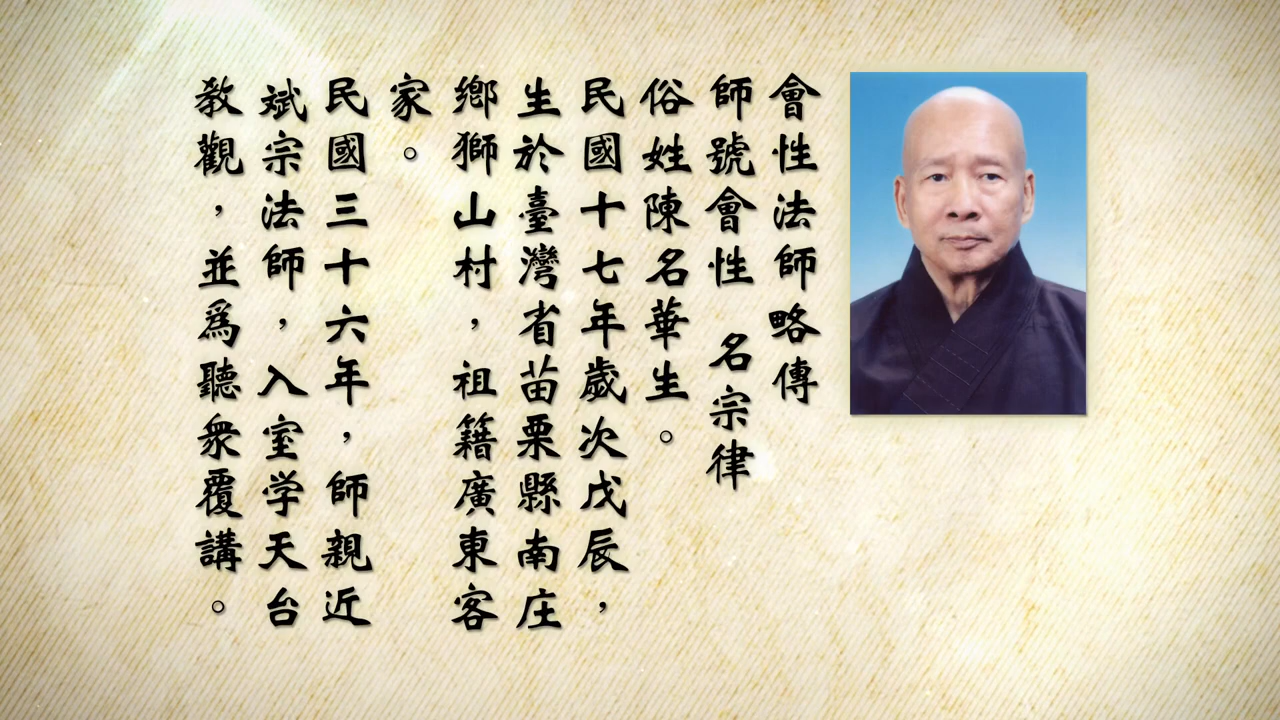 會性法師略傳
師號會性 名宗律
俗姓陳名華生。
民國十七年歲次戊辰，
生於臺灣省苗栗縣南庄
鄉獅山村，祖籍廣東客
家。
民國三十六年，師親近
斌宗法師，入室学天台
教觀，並爲聽衆覆講。